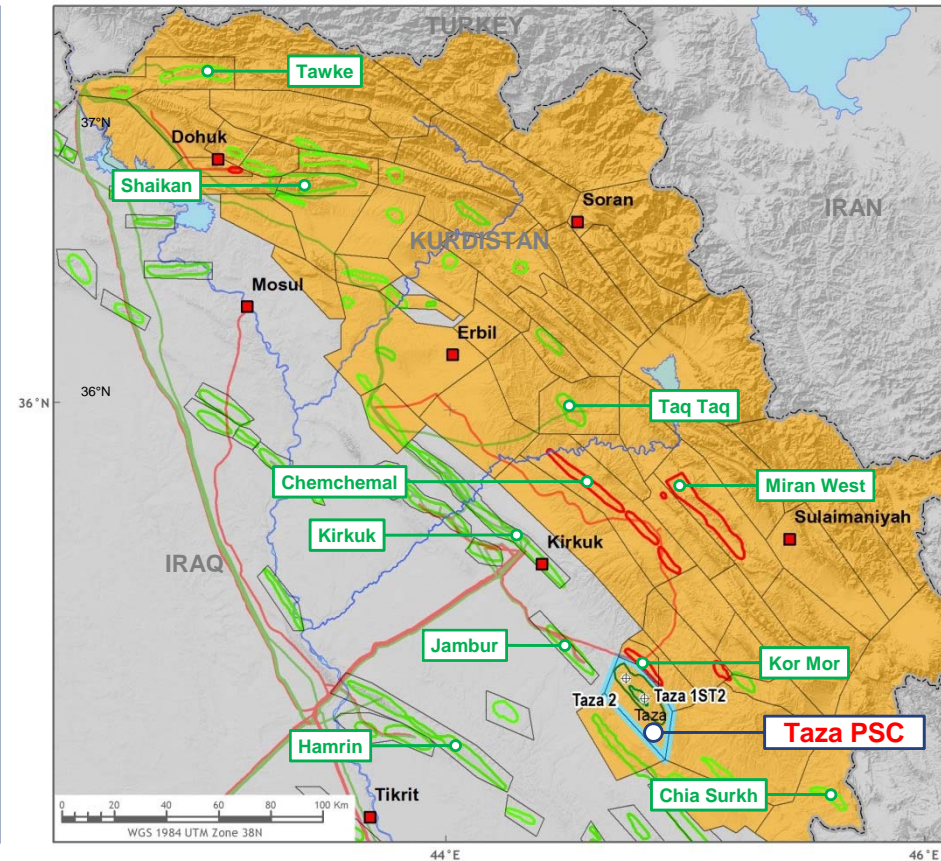 TURKEY
Tawke
37°N
Dohuk
Shaikan
Soran
IRAN
KURDISTAN
Mosul
Erbil
36°N
36°N
Taq Taq
Chemchemal
Miran West
Sulaimaniyah
Kirkuk
Kirkuk
IRAQ
Jambur
Kor Mor
Taza 2
Taza 1ST2
Taza
Taza PSC
Hamrin
Chia Surkh
Tikrit
0 20 40 60 80 100 Km
WGS 1984 UTM Zone 38N
44°E
46°E